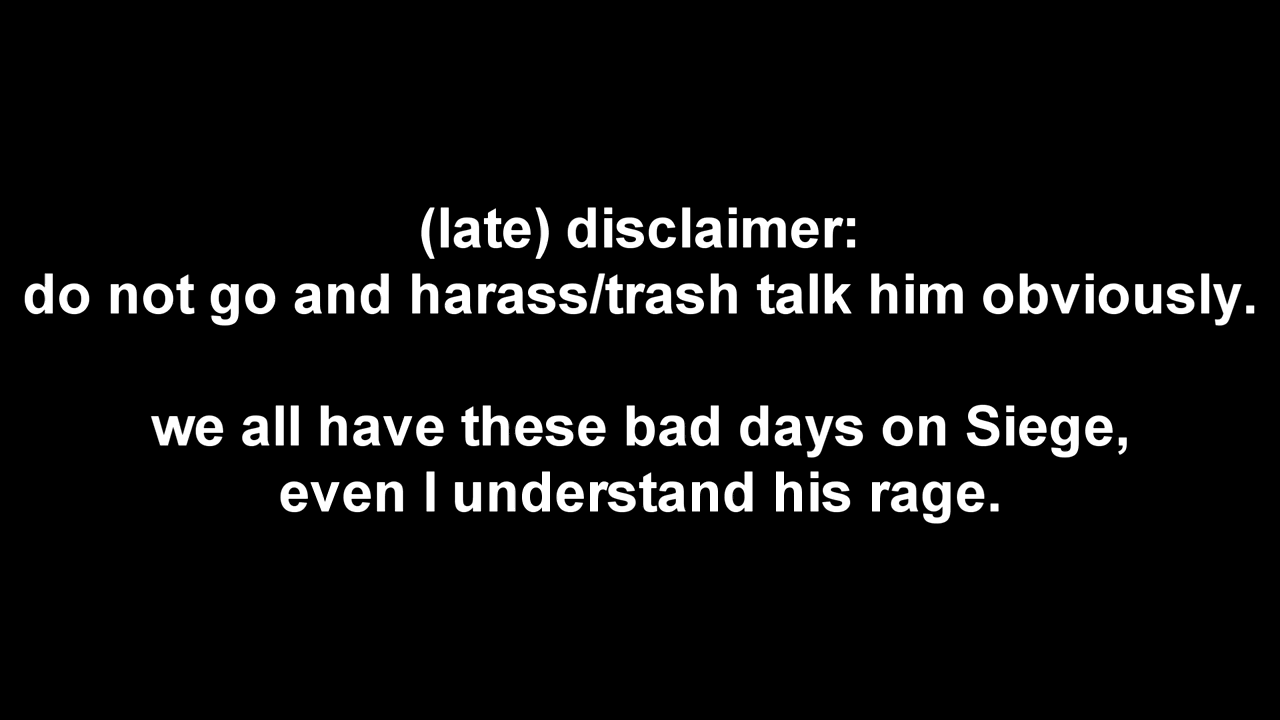 (late) disclaimer:
do not go and harass/trash talk him obviously.
we all have these bad days on Siege,
even I understand his rage.